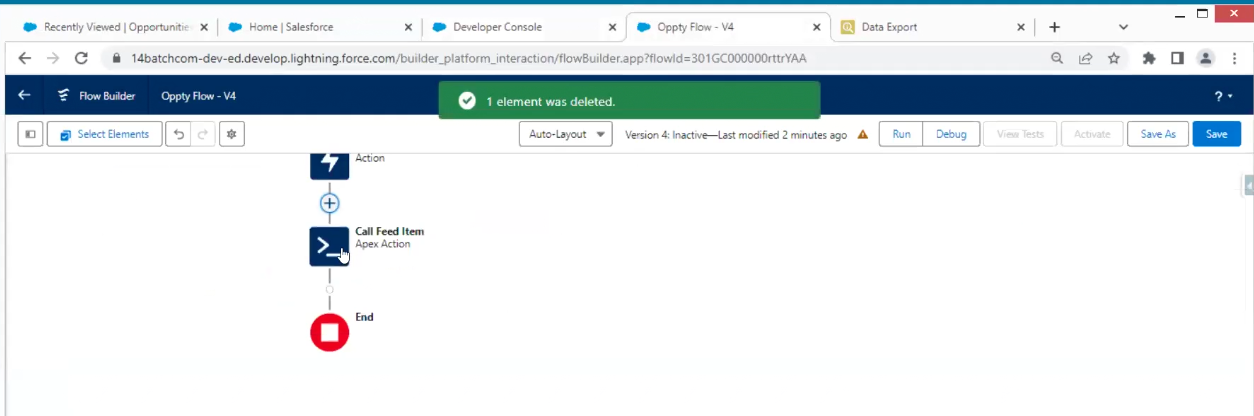 Recently Viewed | Opportunitie
Home | Salesforce
Developer Console
Oppty Flow - V4
Data Export
14batchcom-dev-ed.develop.lightning.force.com/builder_platform_interaction/flowBuilder.app?flowId=301GC000000rttrYAA
Flow Builder
Oppty Flow - V4
1 element was deleted.
?
Select Elements
Auto-Layout
Version 4: Inactive—Last modified 2 minutes ago
Run
Debug
View Tests
Activate
Save As
Save
Action
Call Feed Item
Apex Action
End